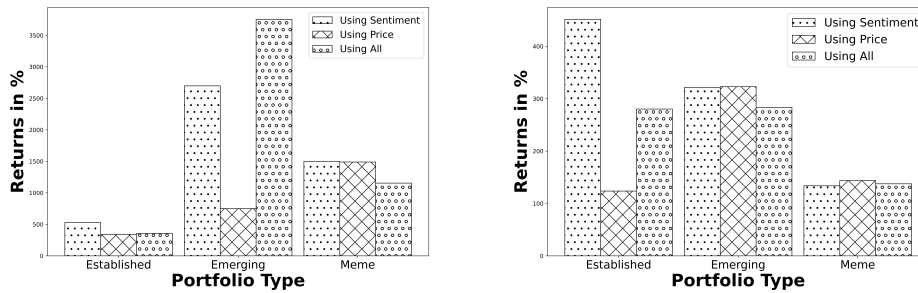 Returns in %
3500
3000
2500
2000
1500
1000
500
0
Using Sentiment
Using Price
Using All
Established
Emerging
Meme
Portfolio Type
Returns in %
400
300
200
100
0
Using Sentiment
Using Price
Using All
Established
Emerging
Meme
Portfolio Type